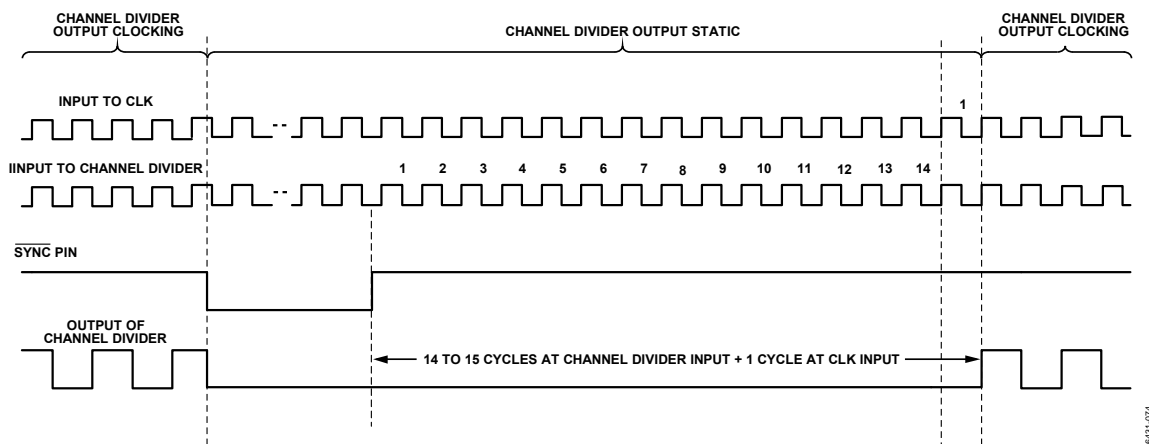 CHANNEL DIVIDER
OUTPUT CLOCKING
CHANNEL DIVIDER OUTPUT STATIC
CHANNEL DIVIDER
OUTPUT CLOCKING
INPUT TO CLK
1
IINPUT TO CHANNEL DIVIDER
1 2 3 4 5 6 7 8 9 10 11 12 13 14
SYNC PIN
OUTPUT OF
CHANNEL DIVIDER
14 TO 15 CYCLES AT CHANNEL DIVIDER INPUT + 1 CYCLE AT CLK INPUT